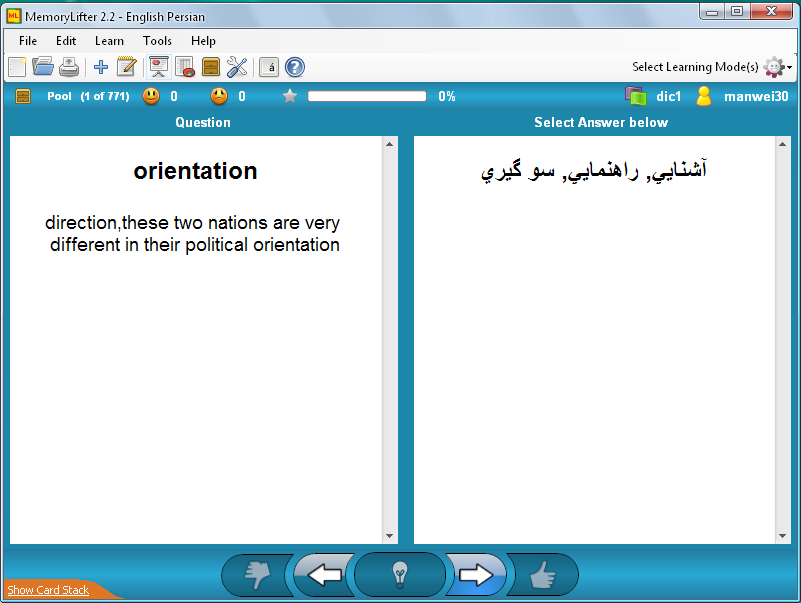 MemoryLifter 2.2 - English Persian
File Edit Learn Tools Help
á ? Select Learning Mode(s)
Pool (1 of 771) 0 0 0% dic1 manwei30
Question
Select Answer below
orientation
direction,these two nations are very
different in their political orientation
آشنايي, راهنمايي, سو گيري
Show Card Stack